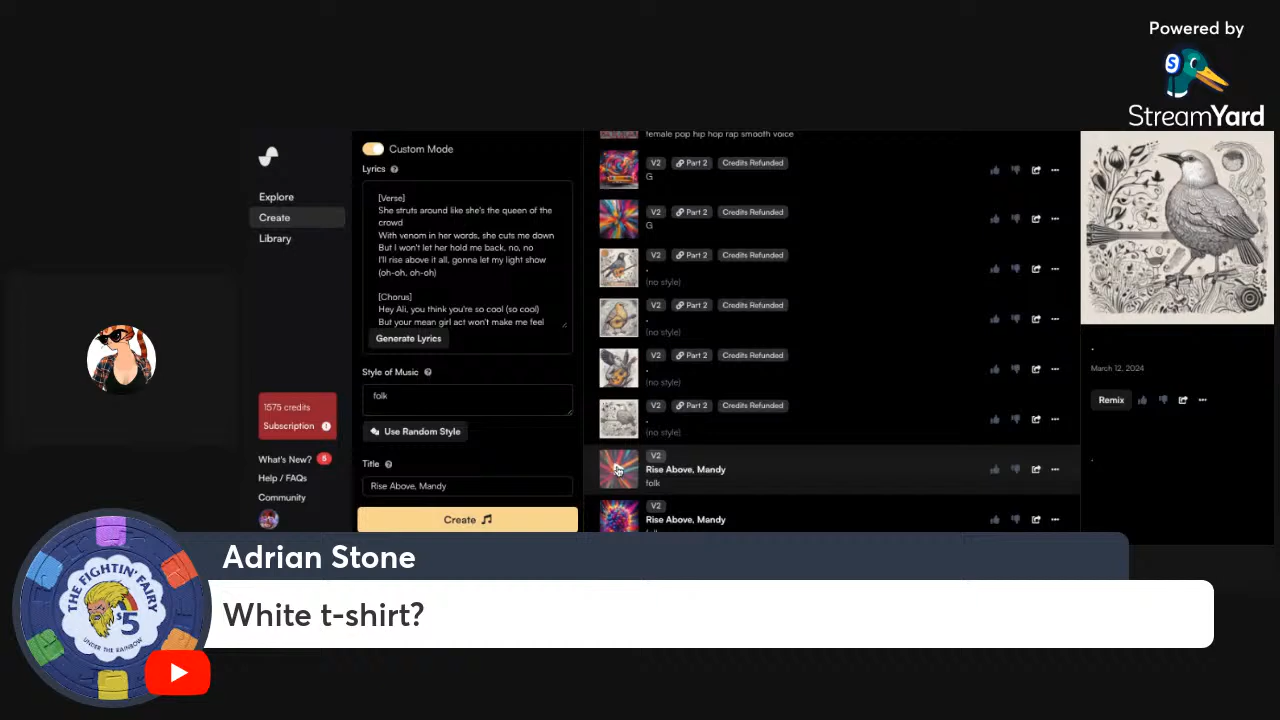 Powered by
StreamYard
Explore
Create
Library
1575 credits
Subscription
What's New? 5
Help / FAQs
Community
Custom Mode
Lyrics
[Verse]
She struts around like she's the queen of the
crowd
With venom in her words, she cuts me down
But I won't let her hold me back, no, no
I'll rise above it all, gonna let my light show
(oh-oh, oh-oh)
[Chorus]
Hey Ali, you think you're so cool (so cool)
But your mean girl act won't make me feel
Generate Lyrics
Style of Music
folk
Use Random Style
Title
Rise Above, Mandy
Create
female pop hip hop rap smooth voice
V2 Part 2 Credits Refunded
G
V2 Part 2 Credits Refunded
G
V2 Part 2 Credits Refunded
.
(no style)
V2 Part 2 Credits Refunded
.
(no style)
V2 Part 2 Credits Refunded
.
(no style)
V2 Part 2 Credits Refunded
.
(no style)
V2
Rise Above, Mandy
folk
V2
Rise Above, Mandy
.
March 12, 2024
Remix
.
THE FIGHTIN' FAIRY
$5
UNDER THE RAINBOW
Adrian Stone
White t-shirt?